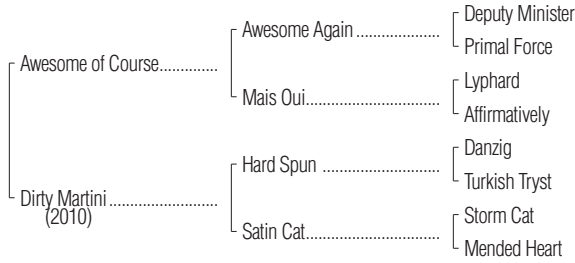 Deputy Minister
Awesome Again ..................
Primal Force
Awesome of Course..............
Lyphard
Mais Oui.............................
Affirmatively
Danzig
Hard Spun .........................
Turkish Tryst
Dirty Martini ........................
(2010)
Storm Cat
Satin Cat.............................
Mended Heart